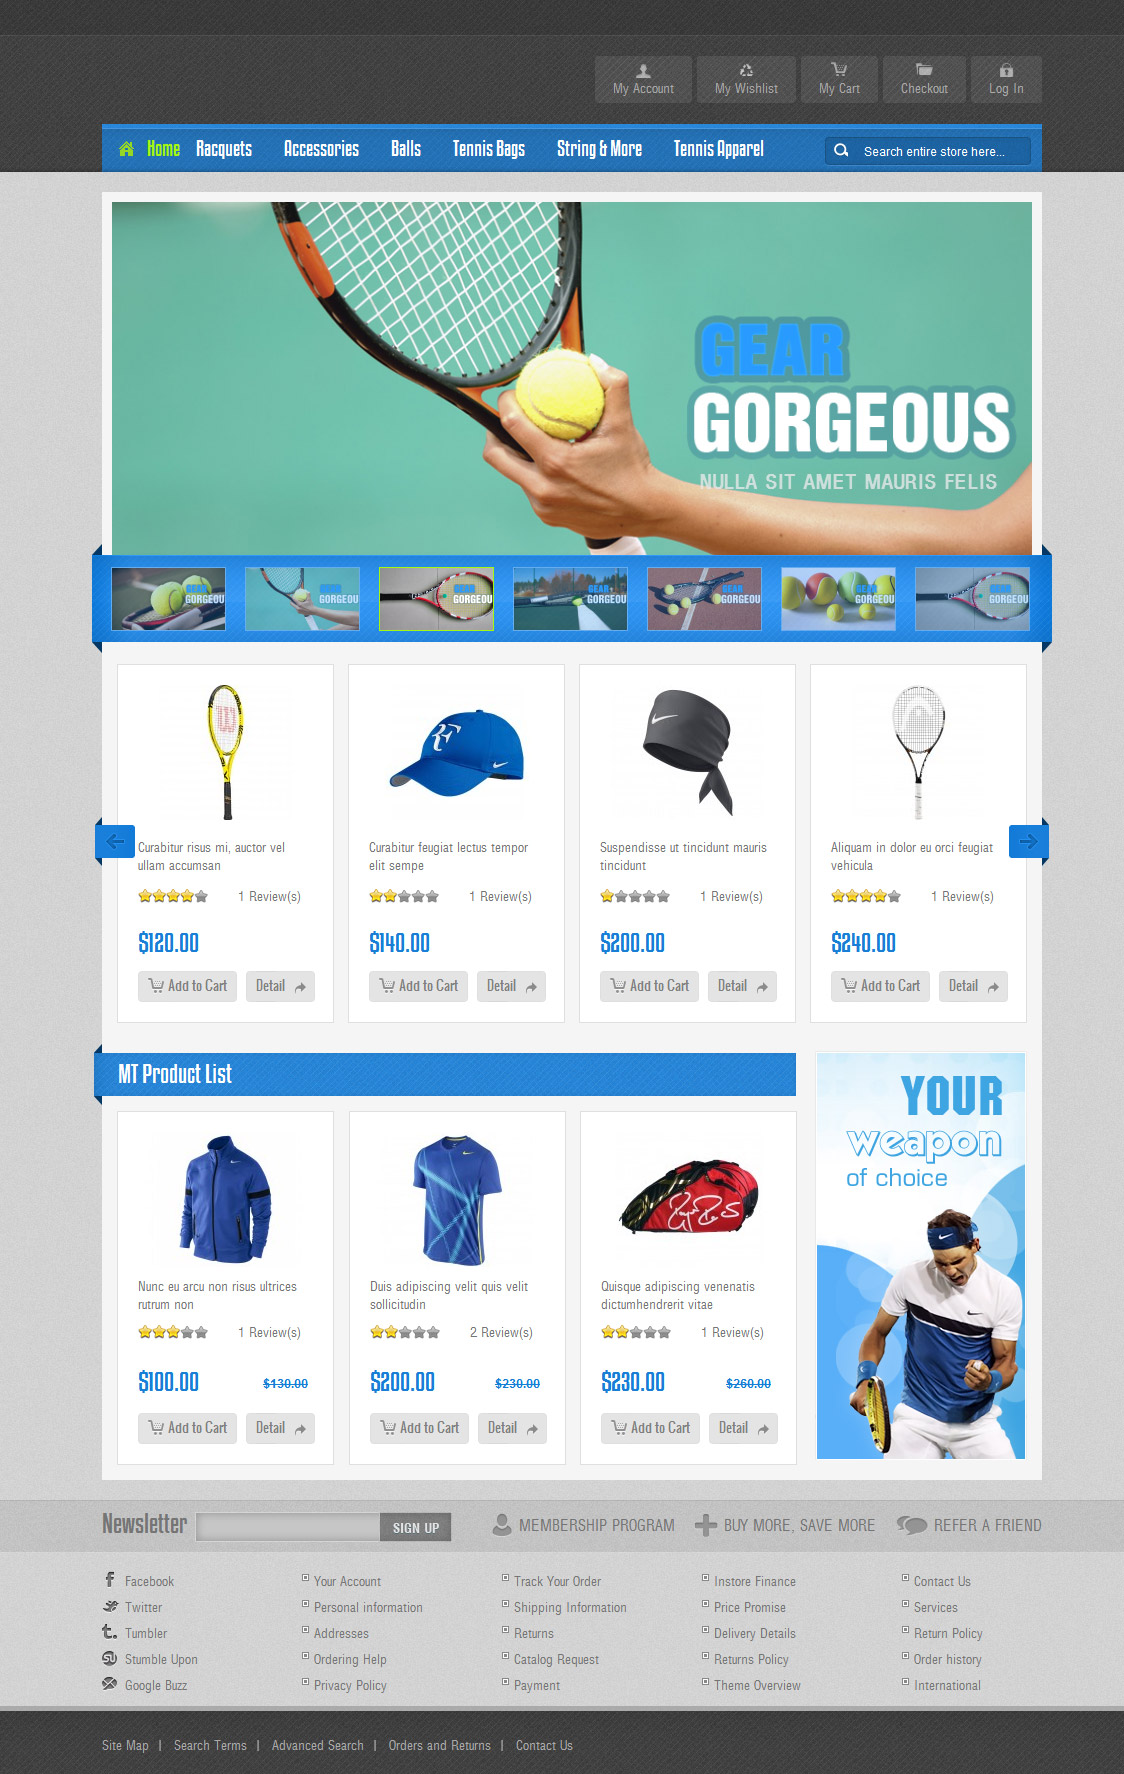 My Account My Wishlist My Cart Checkout Log In
Home Racquets Accessories Balls Tennis Bags String & More Tennis Apparel Search entire store here...
GEAR
GORGEOUS
NULLA SIT AMET MAURIS FELIS
GEAR GEAR GEAR GEAR GEAR GEAR GEAR
GORGEOU GORGEOU GORGEOU GORGEOU GORGEOU GORGEOU GORGEOU
Curabitur risus mi, auctor vel
ullam accumsan
1 Review(s)
$120.00
Add to Cart Detail
Curabitur feugiat lectus tempor
elit sempe
1 Review(s)
$140.00
Add to Cart Detail
Suspendisse ut tincidunt mauris
tincidunt
1 Review(s)
$200.00
Add to Cart Detail
Aliquam in dolor eu orci feugiat
vehicula
1 Review(s)
$240.00
Add to Cart Detail
MT Product List
Nunc eu arcu non risus ultrices
rutrum non
1 Review(s)
$100.00 $130.00
Add to Cart Detail
Duis adipiscing velit quis velit
sollicitudin
2 Review(s)
$200.00 $230.00
Add to Cart Detail
Quisque adipiscing venenatis
dictumhendrerit vitae
1 Review(s)
$230.00 $260.00
Add to Cart Detail
YOUR
weapon
of choice
Newsletter SIGN UP MEMBERSHIP PROGRAM BUY MORE, SAVE MORE REFER A FRIEND
Facebook Your Account Track Your Order Instore Finance Contact Us
Twitter Personal information Shipping Information Price Promise Services
Tumbler Addresses Returns Delivery Details Return Policy
Stumble Upon Ordering Help Catalog Request Returns Policy Order history
Google Buzz Privacy Policy Payment Theme Overview International
Site Map | Search Terms | Advanced Search | Orders and Returns | Contact Us